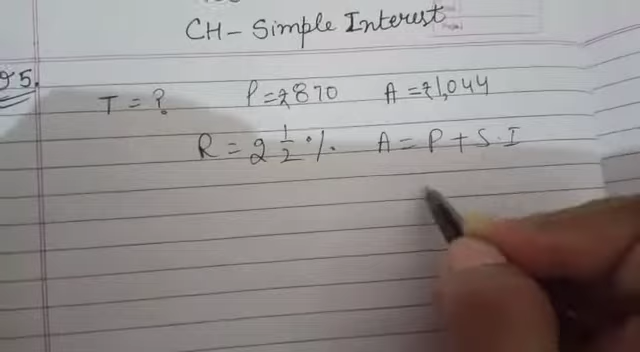 CH - Simple Interest
Q5.
T = ? P = ₹870 A = ₹1,044
R = 2 1/2 %. A = P + S.I